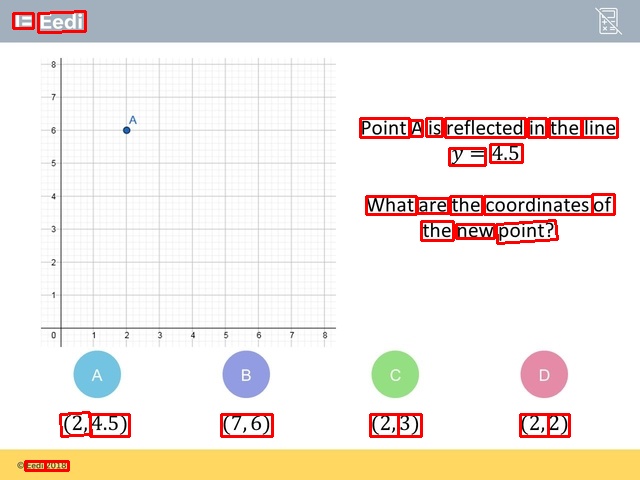 Eedi
8
7
A
6
5
4
3
2
1
0 1 2 3 4 5 6 7 8
Point A is reflected in the line
y = 4.5
What are the coordinates of
the new point?
A B C D
(2, 4.5) (7, 6) (2, 3) (2, 2)
© Eedi 2018